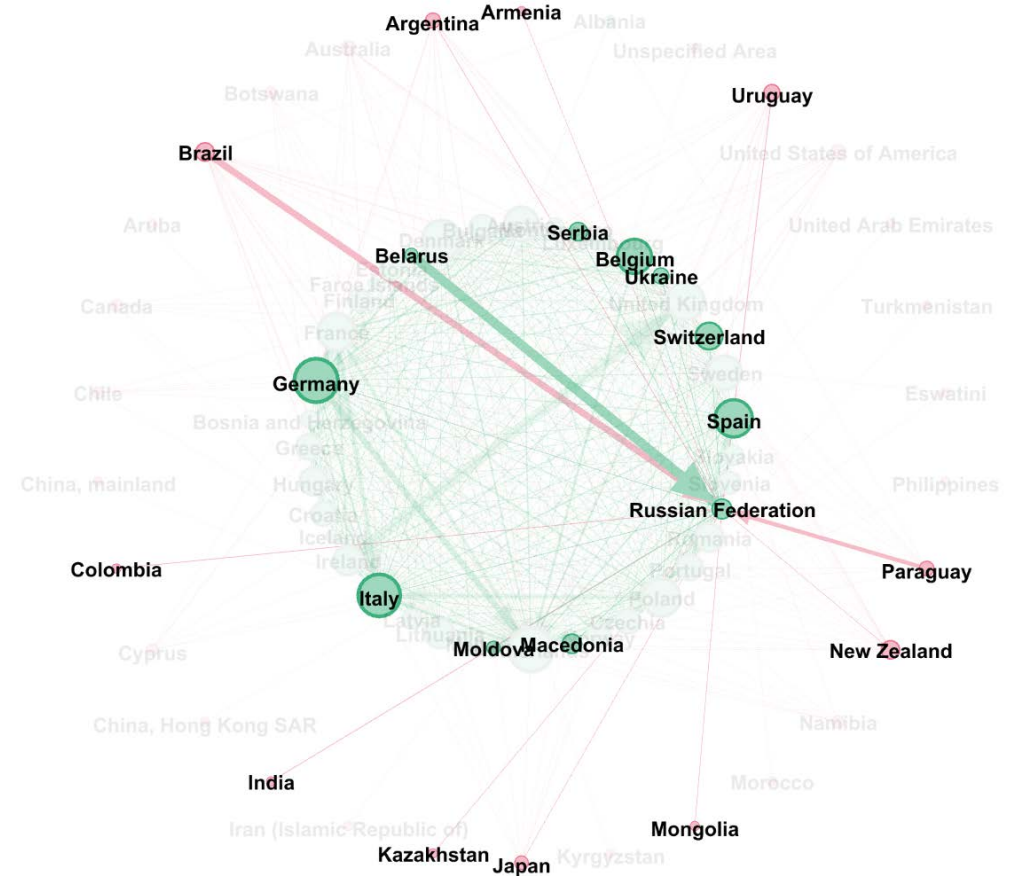 Armenia
Argentina
Albania
Australia
Unspecified Area
Botswana
Uruguay
Brazil
United States of America
Aruba
United Arab Emirates
Bulgaria
Austria
Denmark
Serbia
Luxembourg
Belarus
Belgium
Estonia
Ukraine
Faroe Islands
Finland
United Kingdom
Canada
Turkmenistan
France
Switzerland
Germany
Sweden
Chile
Eswatini
Bosnia and Herzegovina
Spain
Greece
Slovakia
China, mainland
Hungary
Slovenia
Philippines
Croatia
Russian Federation
Iceland
Romania
Ireland
Colombia
Portugal
Paraguay
Italy
Poland
Latvia
Czechia
Lithuania
Moldova
Macedonia
Cyprus
New Zealand
China, Hong Kong SAR
Namibia
India
Morocco
Iran (Islamic Republic of)
Mongolia
Kazakhstan
Japan
Kyrgyzstan